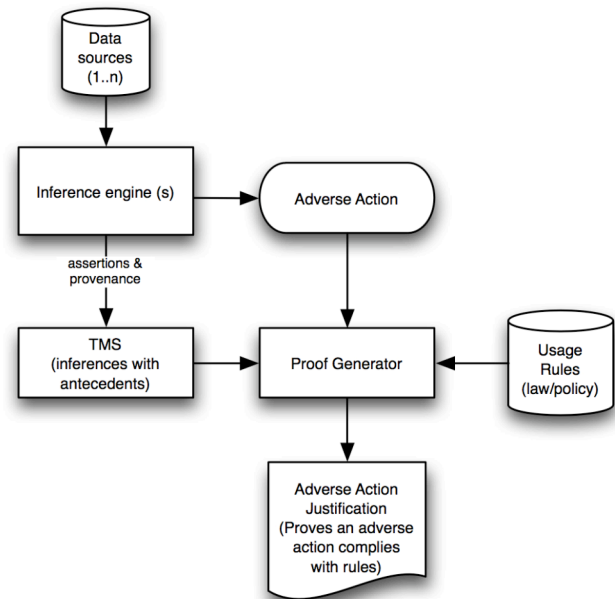 Data
sources
(1..n)
Inference engine (s)
Adverse Action
assertions &
provenance
TMS
(inferences with
antecedents)
Proof Generator
Usage
Rules
(law/policy)
Adverse Action
Justification
(Proves an adverse
action complies
with rules)